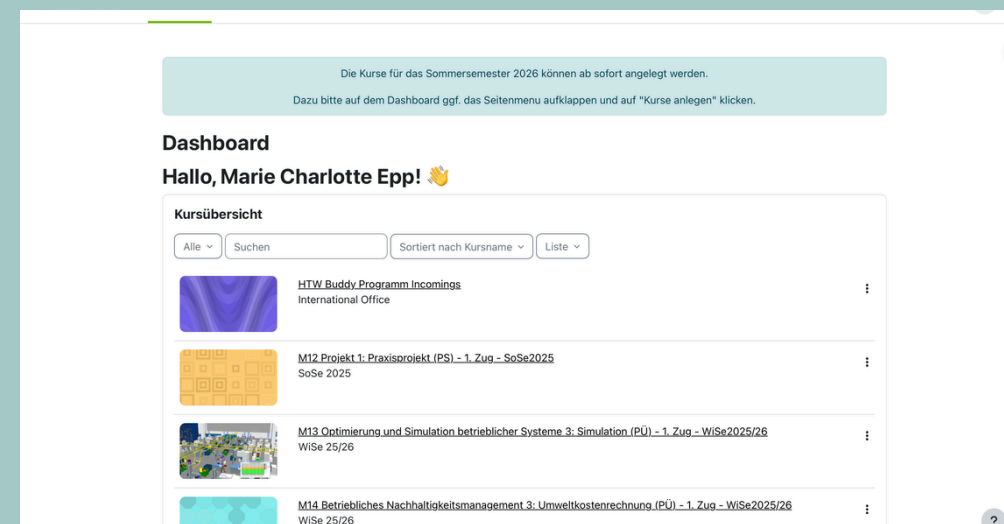 Die Kurse für das Sommersemester 2026 können ab sofort angelegt werden.
Dazu bitte auf dem Dashboard ggf. das Seitenmenu aufklappen und auf "Kurse anlegen" klicken.
Dashboard
Hallo, Marie Charlotte Epp! 👋
Kursübersicht
Alle
Suchen
Sortiert nach Kursname
Liste
HTW Buddy Programm Incomings
International Office
M12 Projekt 1: Praxisprojekt (PS) - 1. Zug - SoSe2025
SoSe 2025
M13 Optimierung und Simulation betrieblicher Systeme 3: Simulation (PÜ) - 1. Zug - WiSe2025/26
WiSe 25/26
M14 Betriebliches Nachhaltigkeitsmanagement 3: Umweltkostenrechnung (PÜ) - 1. Zug - WiSe2025/26
WiSe 25/26
?